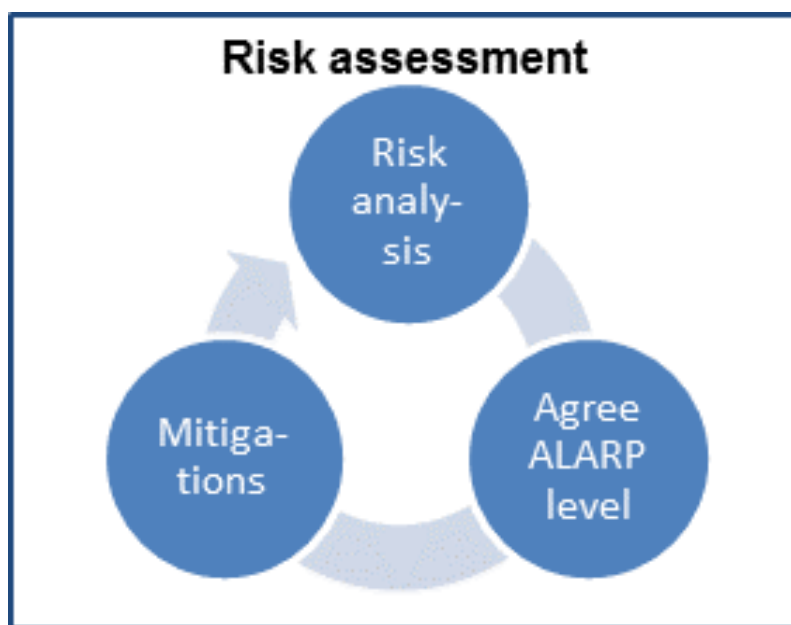 Risk assessment
Risk
analy-
sis
Agree
ALARP
level
Mitiga-
tions